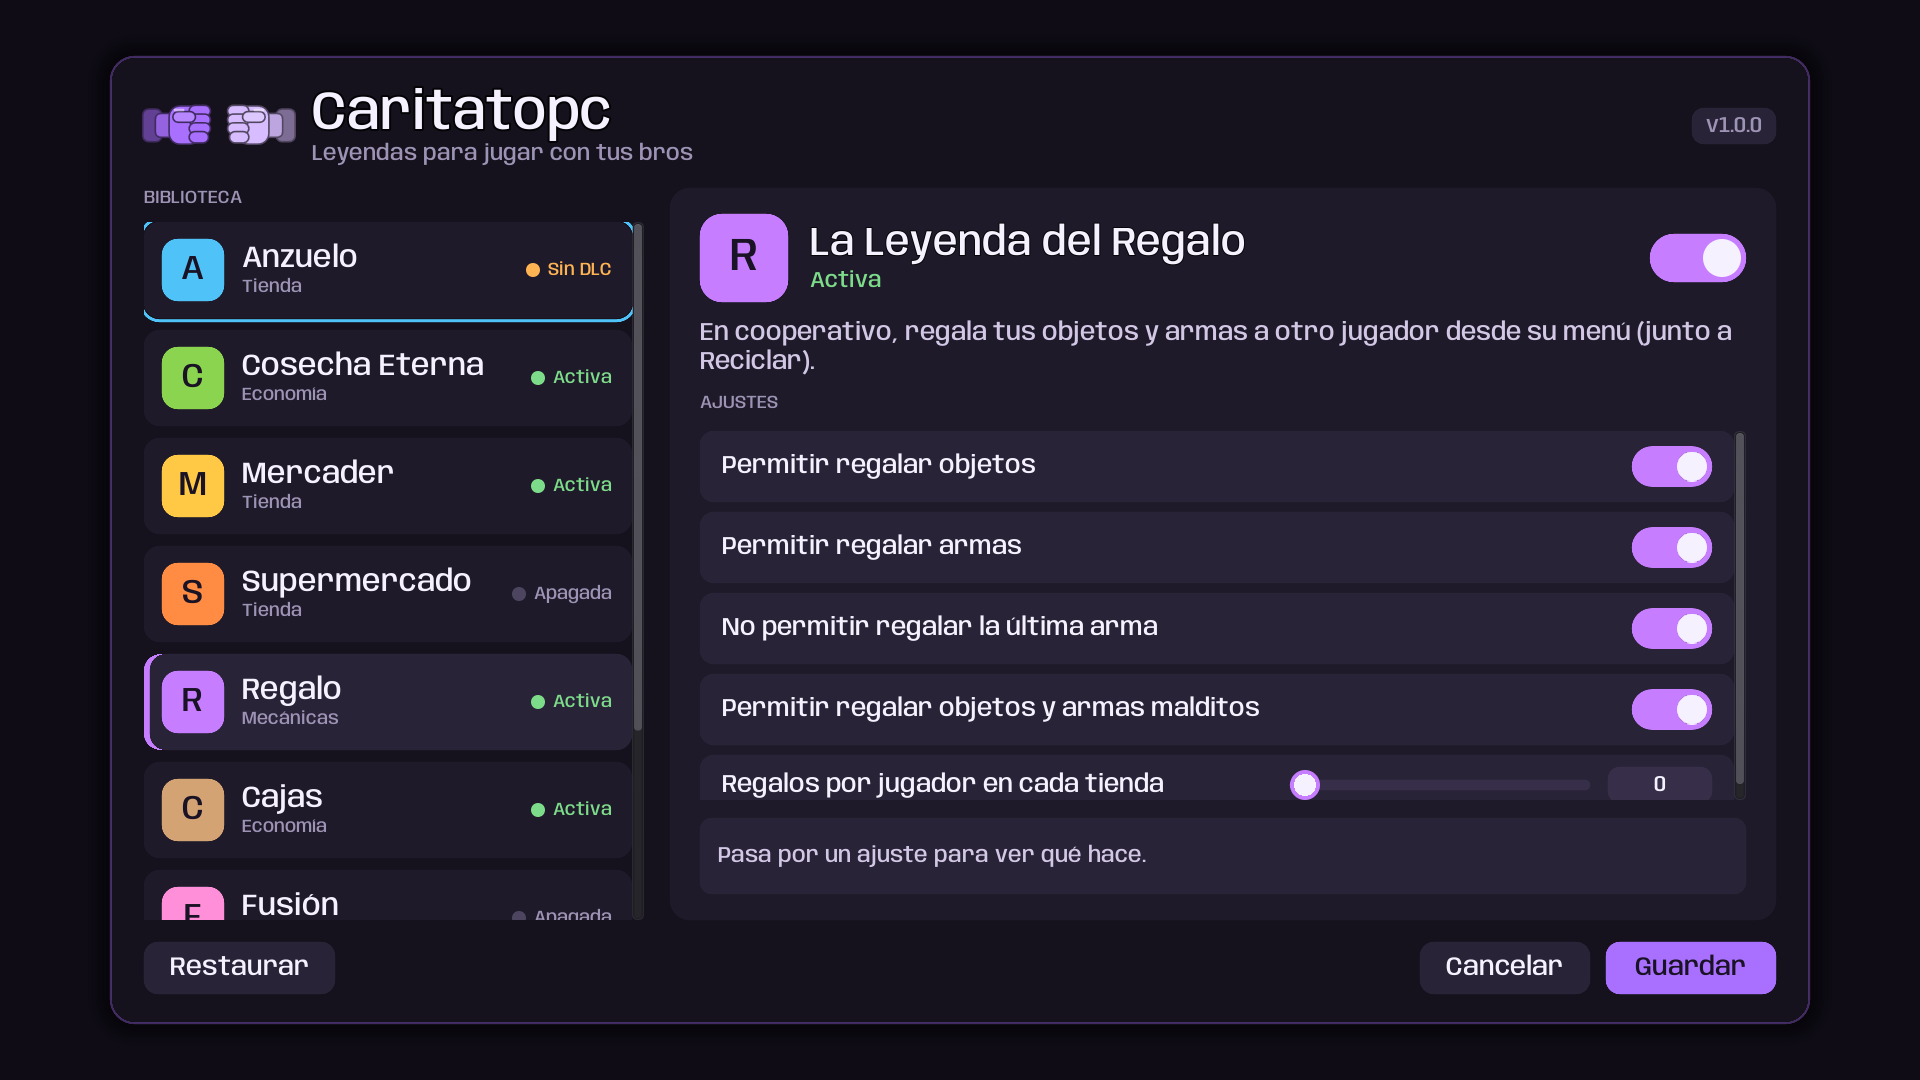 Caritatopc
Leyendas para jugar con tus bros
v1.0.0
BIBLIOTECA
A
Anzuelo
Tienda
Sin DLC
C
Cosecha Eterna
Economía
Activa
M
Mercader
Tienda
Activa
S
Supermercado
Tienda
Apagada
R
Regalo
Mecánicas
Activa
C
Cajas
Economía
Activa
F
Fusión
Apagada
R
La Leyenda del Regalo
Activa
En cooperativo, regala tus objetos y armas a otro jugador desde su menú (junto a
Reciclar).
AJUSTES
Permitir regalar objetos
Permitir regalar armas
No permitir regalar la última arma
Permitir regalar objetos y armas malditos
Regalos por jugador en cada tienda
0
Pasa por un ajuste para ver qué hace.
Restaurar
Cancelar
Guardar